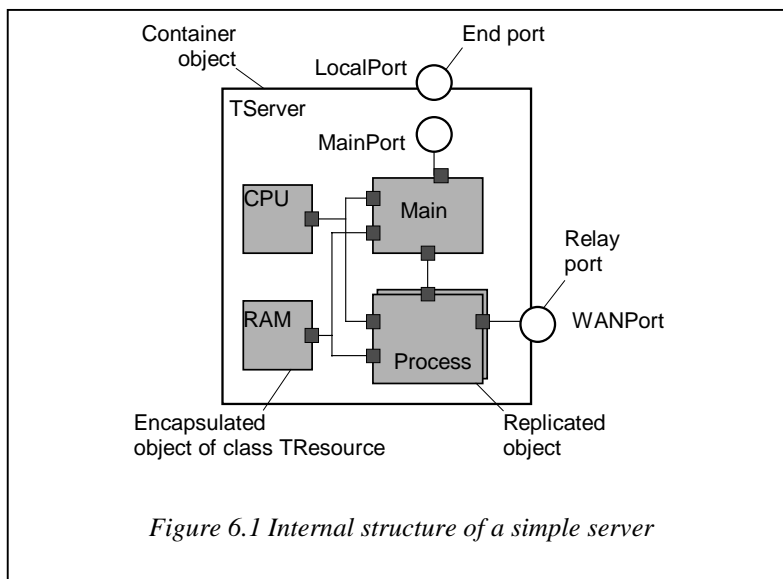 Container
object
End port
LocalPort
TServer
MainPort
CPU
Main
Relay
port
RAM
WANPort
Process
Encapsulated
object of class TResource
Replicated
object
Figure 6.1 Internal structure of a simple server